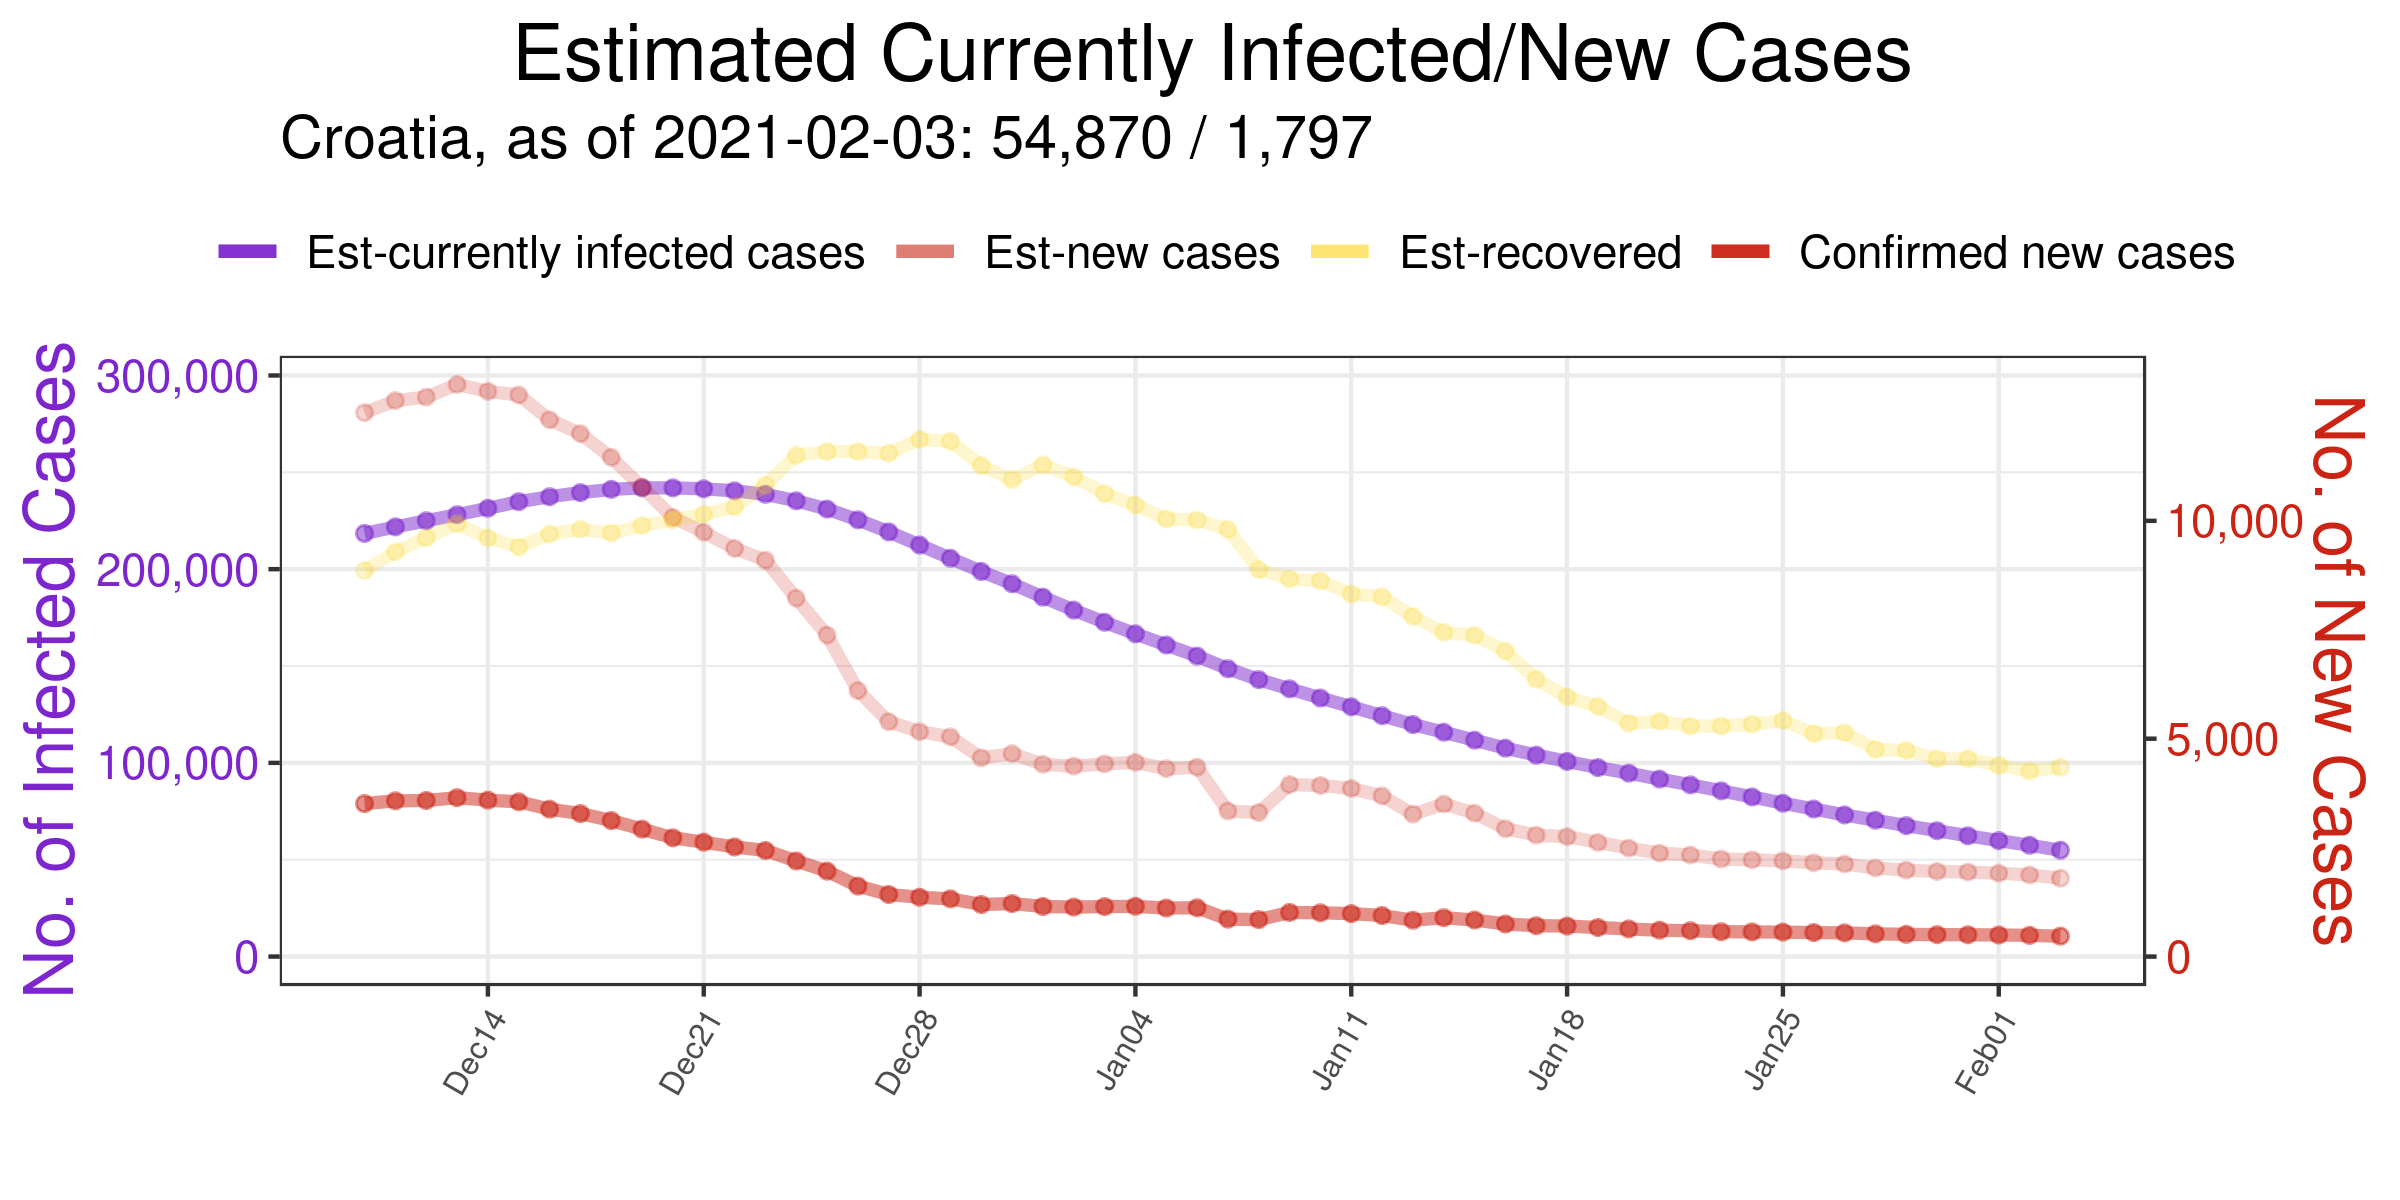 Estimated Currently Infected/New Cases
Croatia, as of 2021-02-03: 54,870 / 1,797
Est-currently infected cases Est-new cases Est-recovered Confirmed new cases
No. of Infected Cases
300,000
200,000
100,000
0
10,000
5,000
0
No. of New Cases
Dec14 Dec21 Dec28 Jan04 Jan11 Jan18 Jan25 Feb01